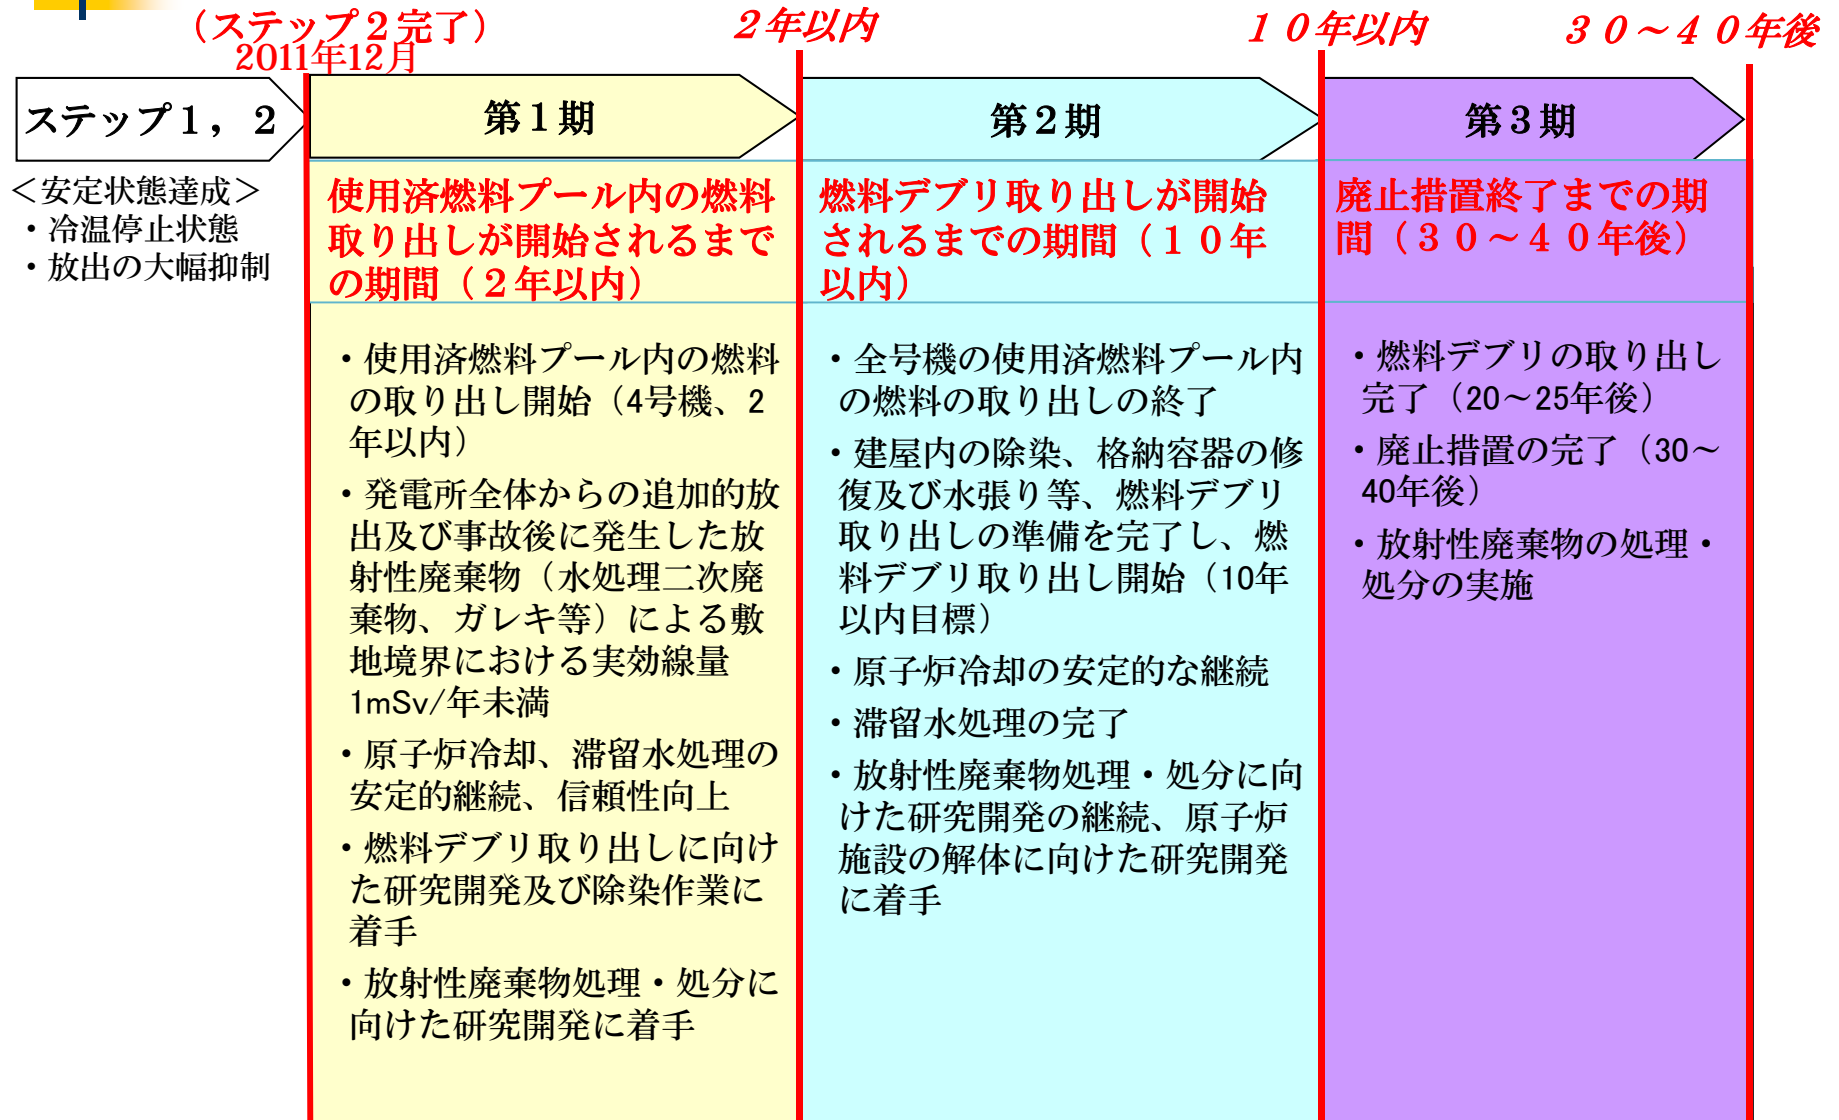 （ステップ２完了）
2011年12月
２年以内
１０年以内
３０～４０年後
ステップ１，２
第１期
第２期
第３期
＜安定状態達成＞
・冷温停止状態
・放出の大幅抑制
使用済燃料プール内の燃料
取り出しが開始されるまで
の期間（２年以内）
・使用済燃料プール内の燃料
の取り出し開始（4号機、2
年以内）
・発電所全体からの追加的放
出及び事故後に発生した放
射性廃棄物（水処理二次廃
棄物、ガレキ等）による敷
地境界における実効線量
1mSv/年未満
・原子炉冷却、滞留水処理の
安定的継続、信頼性向上
・燃料デブリ取り出しに向け
た研究開発及び除染作業に
着手
・放射性廃棄物処理・処分に
向けた研究開発に着手
燃料デブリ取り出しが開始
されるまでの期間（１０年
以内）
・全号機の使用済燃料プール内
の燃料の取り出しの終了
・建屋内の除染、格納容器の修
復及び水張り等、燃料デブリ
取り出しの準備を完了し、燃
料デブリ取り出し開始（10年
以内目標）
・原子炉冷却の安定的な継続
・滞留水処理の完了
・放射性廃棄物処理・処分に向
けた研究開発の継続、原子炉
施設の解体に向けた研究開発
に着手
廃止措置終了までの期
間（３０～４０年後）
・燃料デブリの取り出し
完了（20～25年後）
・廃止措置の完了（30～
40年後）
・放射性廃棄物の処理・
処分の実施